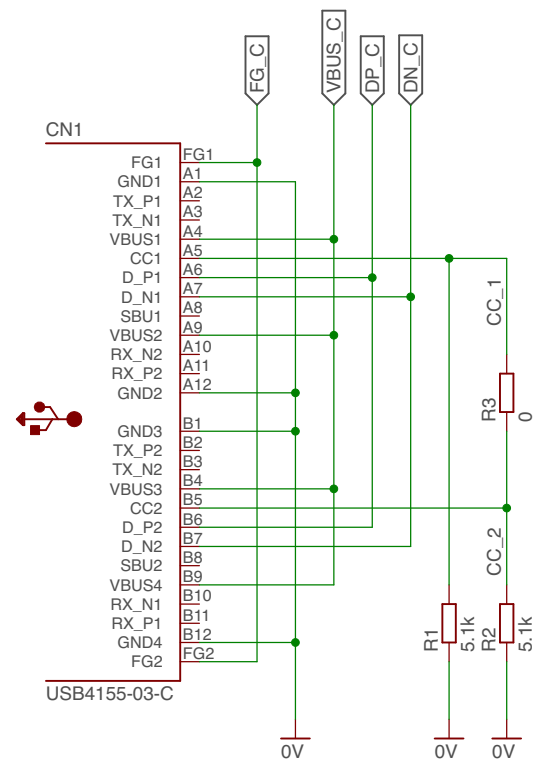 FG_C
VBUS_C
DP_C
DN_C
CN1
FG1 FG1
GND1 A1
TX_P1 A2
TX_N1 A3
VBUS1 A4
CC1 A5
D_P1 A6
D_N1 A7
SBU1 A8
VBUS2 A9
RX_N2 A10
RX_P2 A11
GND2 A12
GND3 B1
TX_P2 B2
TX_N2 B3
VBUS3 B4
CC2 B5
D_P2 B6
D_N2 B7
SBU2 B8
VBUS4 B9
RX_N1 B10
RX_P1 B11
GND4 B12
FG2 FG2
USB4155-03-C
CC_1
R3
0
CC_2
R1
5.1k
R2
5.1k
0V
0V
0V